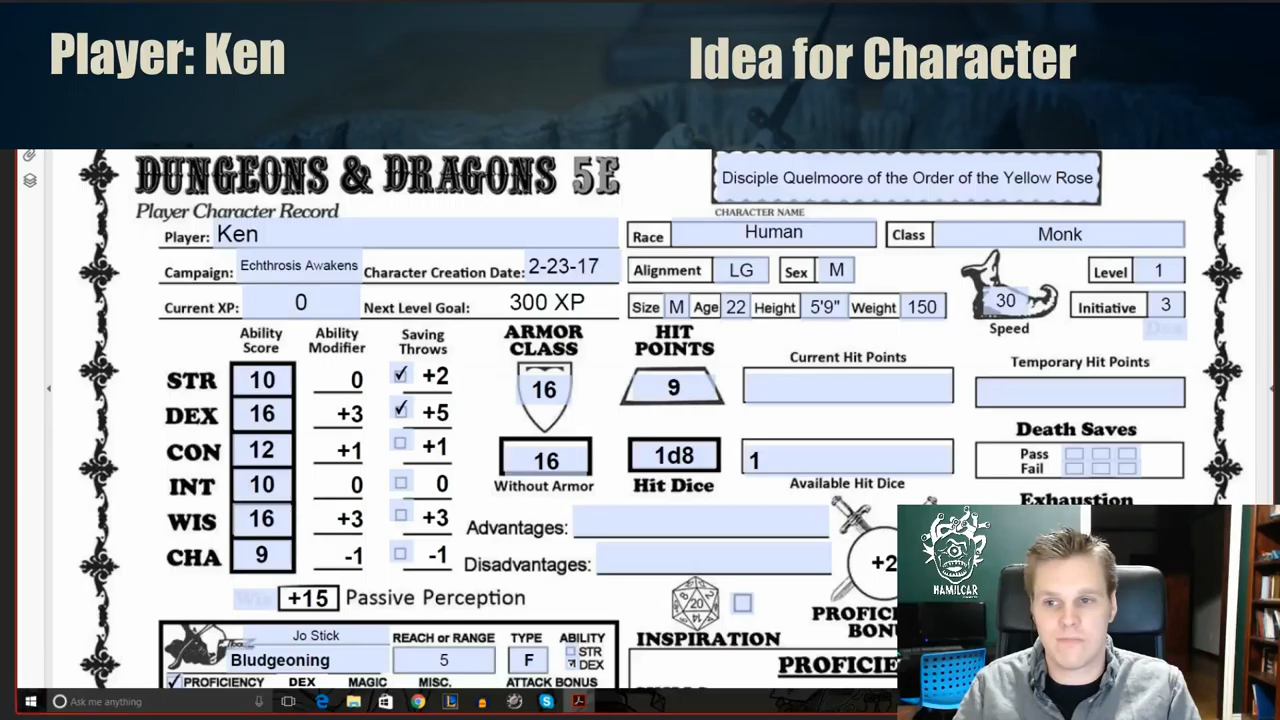 Player: Ken
Idea for Character
DUNGEONS & DRAGONS 5E
Disciple Quelmoore of the Order of the Yellow Rose
Player Character Record
CHARACTER NAME
Player: Ken
Race Human Class Monk
Campaign: Echthrosis Awakens Character Creation Date: 2-23-17
Alignment LG Sex M Level 1
Current XP: 0 Next Level Goal: 300 XP
Size M Age 22 Height 5'9" Weight 150 30 Initiative 3
Speed
Ability Score Ability Modifier Saving Throws
ARMOR CLASS HIT POINTS Current Hit Points Temporary Hit Points
STR 10 0 +2
16 9
DEX 16 +3 +5
Death Saves
CON 12 +1 +1
16 1d8 1
Pass
Fail
INT 10 0 0
Without Armor Hit Dice Available Hit Dice
Exhaustion
WIS 16 +3 +3
Advantages:
CHA 9 -1 -1
Disadvantages:
+2
+15 Passive Perception
20
INSPIRATION
PROFIC
BON
HAMILCAR
Jo Stick
Bludgeoning
REACH or RANGE TYPE ABILITY
5 F STR
DEX
PROFICIENCY DEX MAGIC MISC. ATTACK BONUS
PROFICIE
Ask me anything